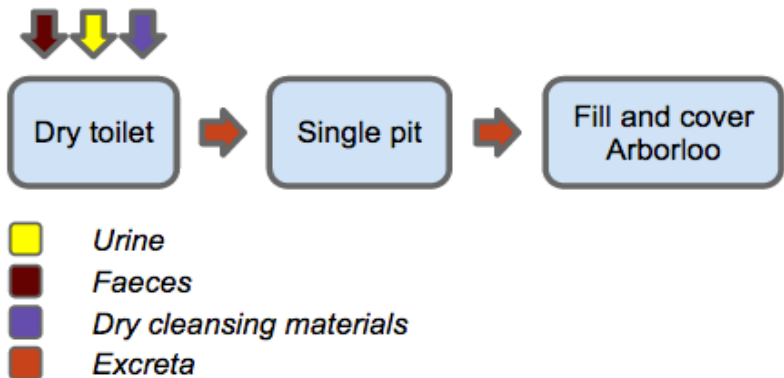 Dry toilet
Single pit
Fill and cover
Arborloo
Urine
Faeces
Dry cleansing materials
Excreta